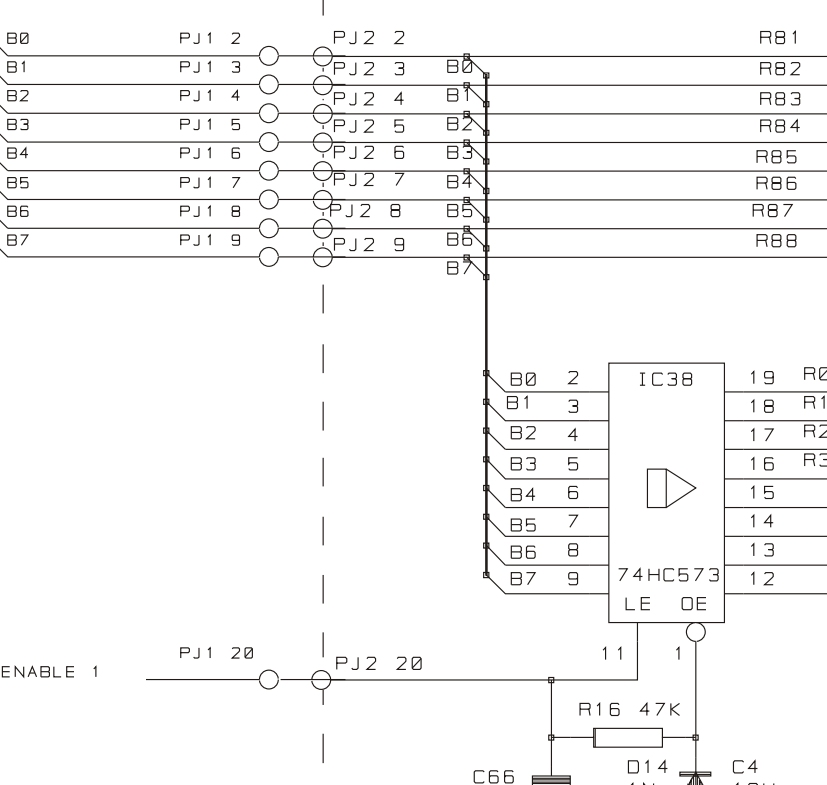 B0 PJ1 2 PJ2 2 R81
B1 PJ1 3 PJ2 3 B0 R82
B2 PJ1 4 PJ2 4 B1 R83
B3 PJ1 5 PJ2 5 B2 R84
B4 PJ1 6 PJ2 6 B3 R85
B5 PJ1 7 PJ2 7 B4 R86
B6 PJ1 8 PJ2 8 B5 R87
B7 PJ1 9 PJ2 9 B6 R88
B7
B0 2 IC38 19 R0
B1 3 18 R1
B2 4 17 R2
B3 5 16 R3
B4 6 15
B5 7 14
B6 8 13
B7 9 74HC573 12
LE OE
PJ1 20 PJ2 20 11 1
ENABLE 1
R16 47K
C66 D14 C4